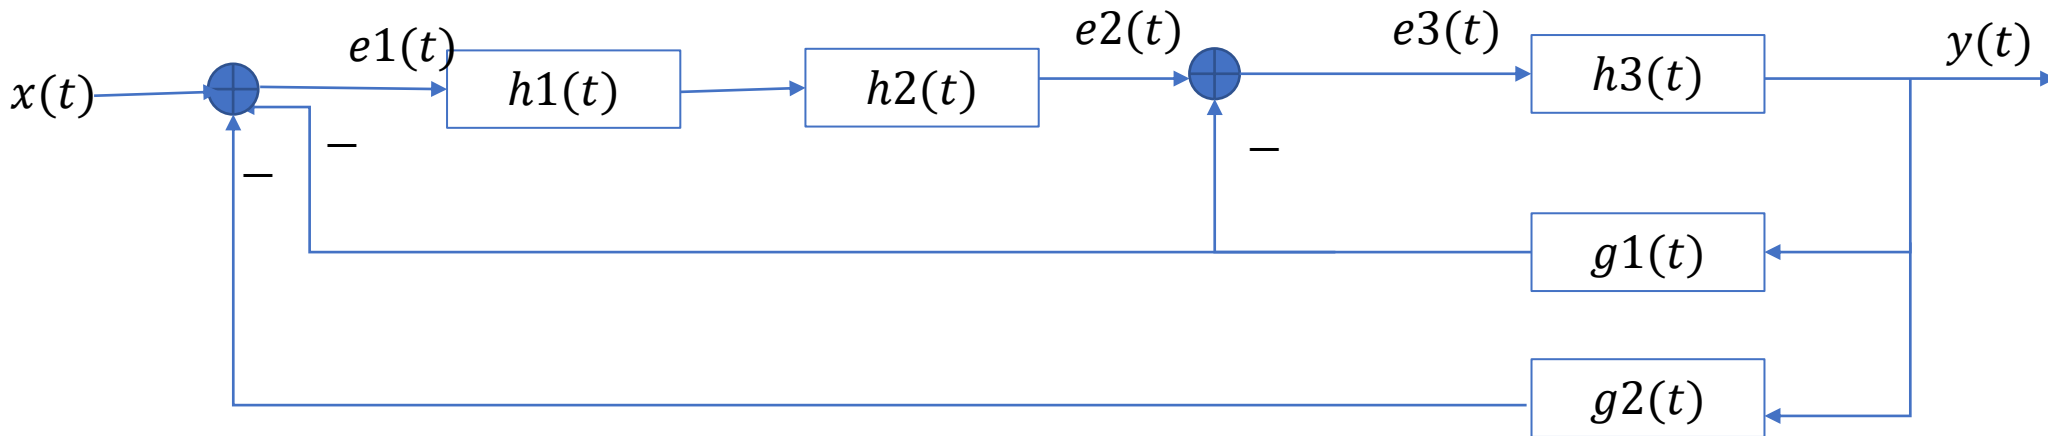 x(t)
e1(t)
h1(t)
h2(t)
e2(t)
e3(t)
h3(t)
y(t)
−
−
−
g1(t)
g2(t)